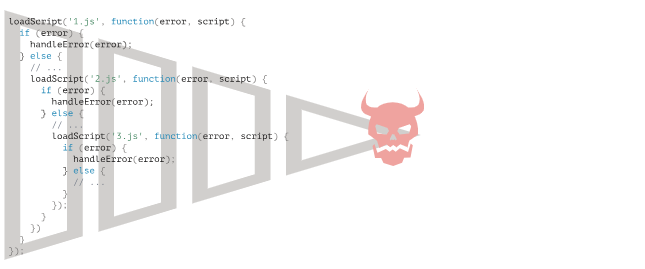 loadScript('1.js', function(error, script) {
  if (error) {
    handleError(error);
  } else {
    // ...
    loadScript('2.js', function(error, script) {
      if (error) {
        handleError(error);
      } else {
        // ...
        loadScript('3.js', function(error, script) {
          if (error) {
            handleError(error);
          } else {
            // ...
          }
        });
      }
    })
  }
});